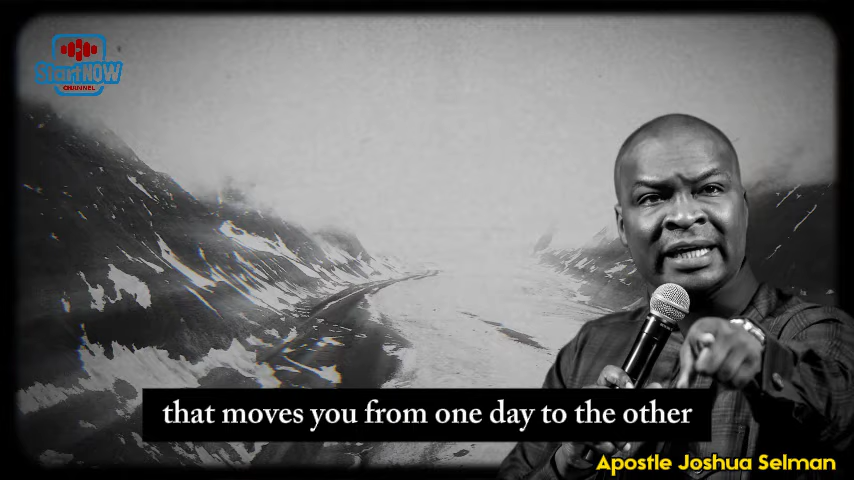 StartNOW
CHANNEL
that moves you from one day to the other
Apostle Joshua Selman